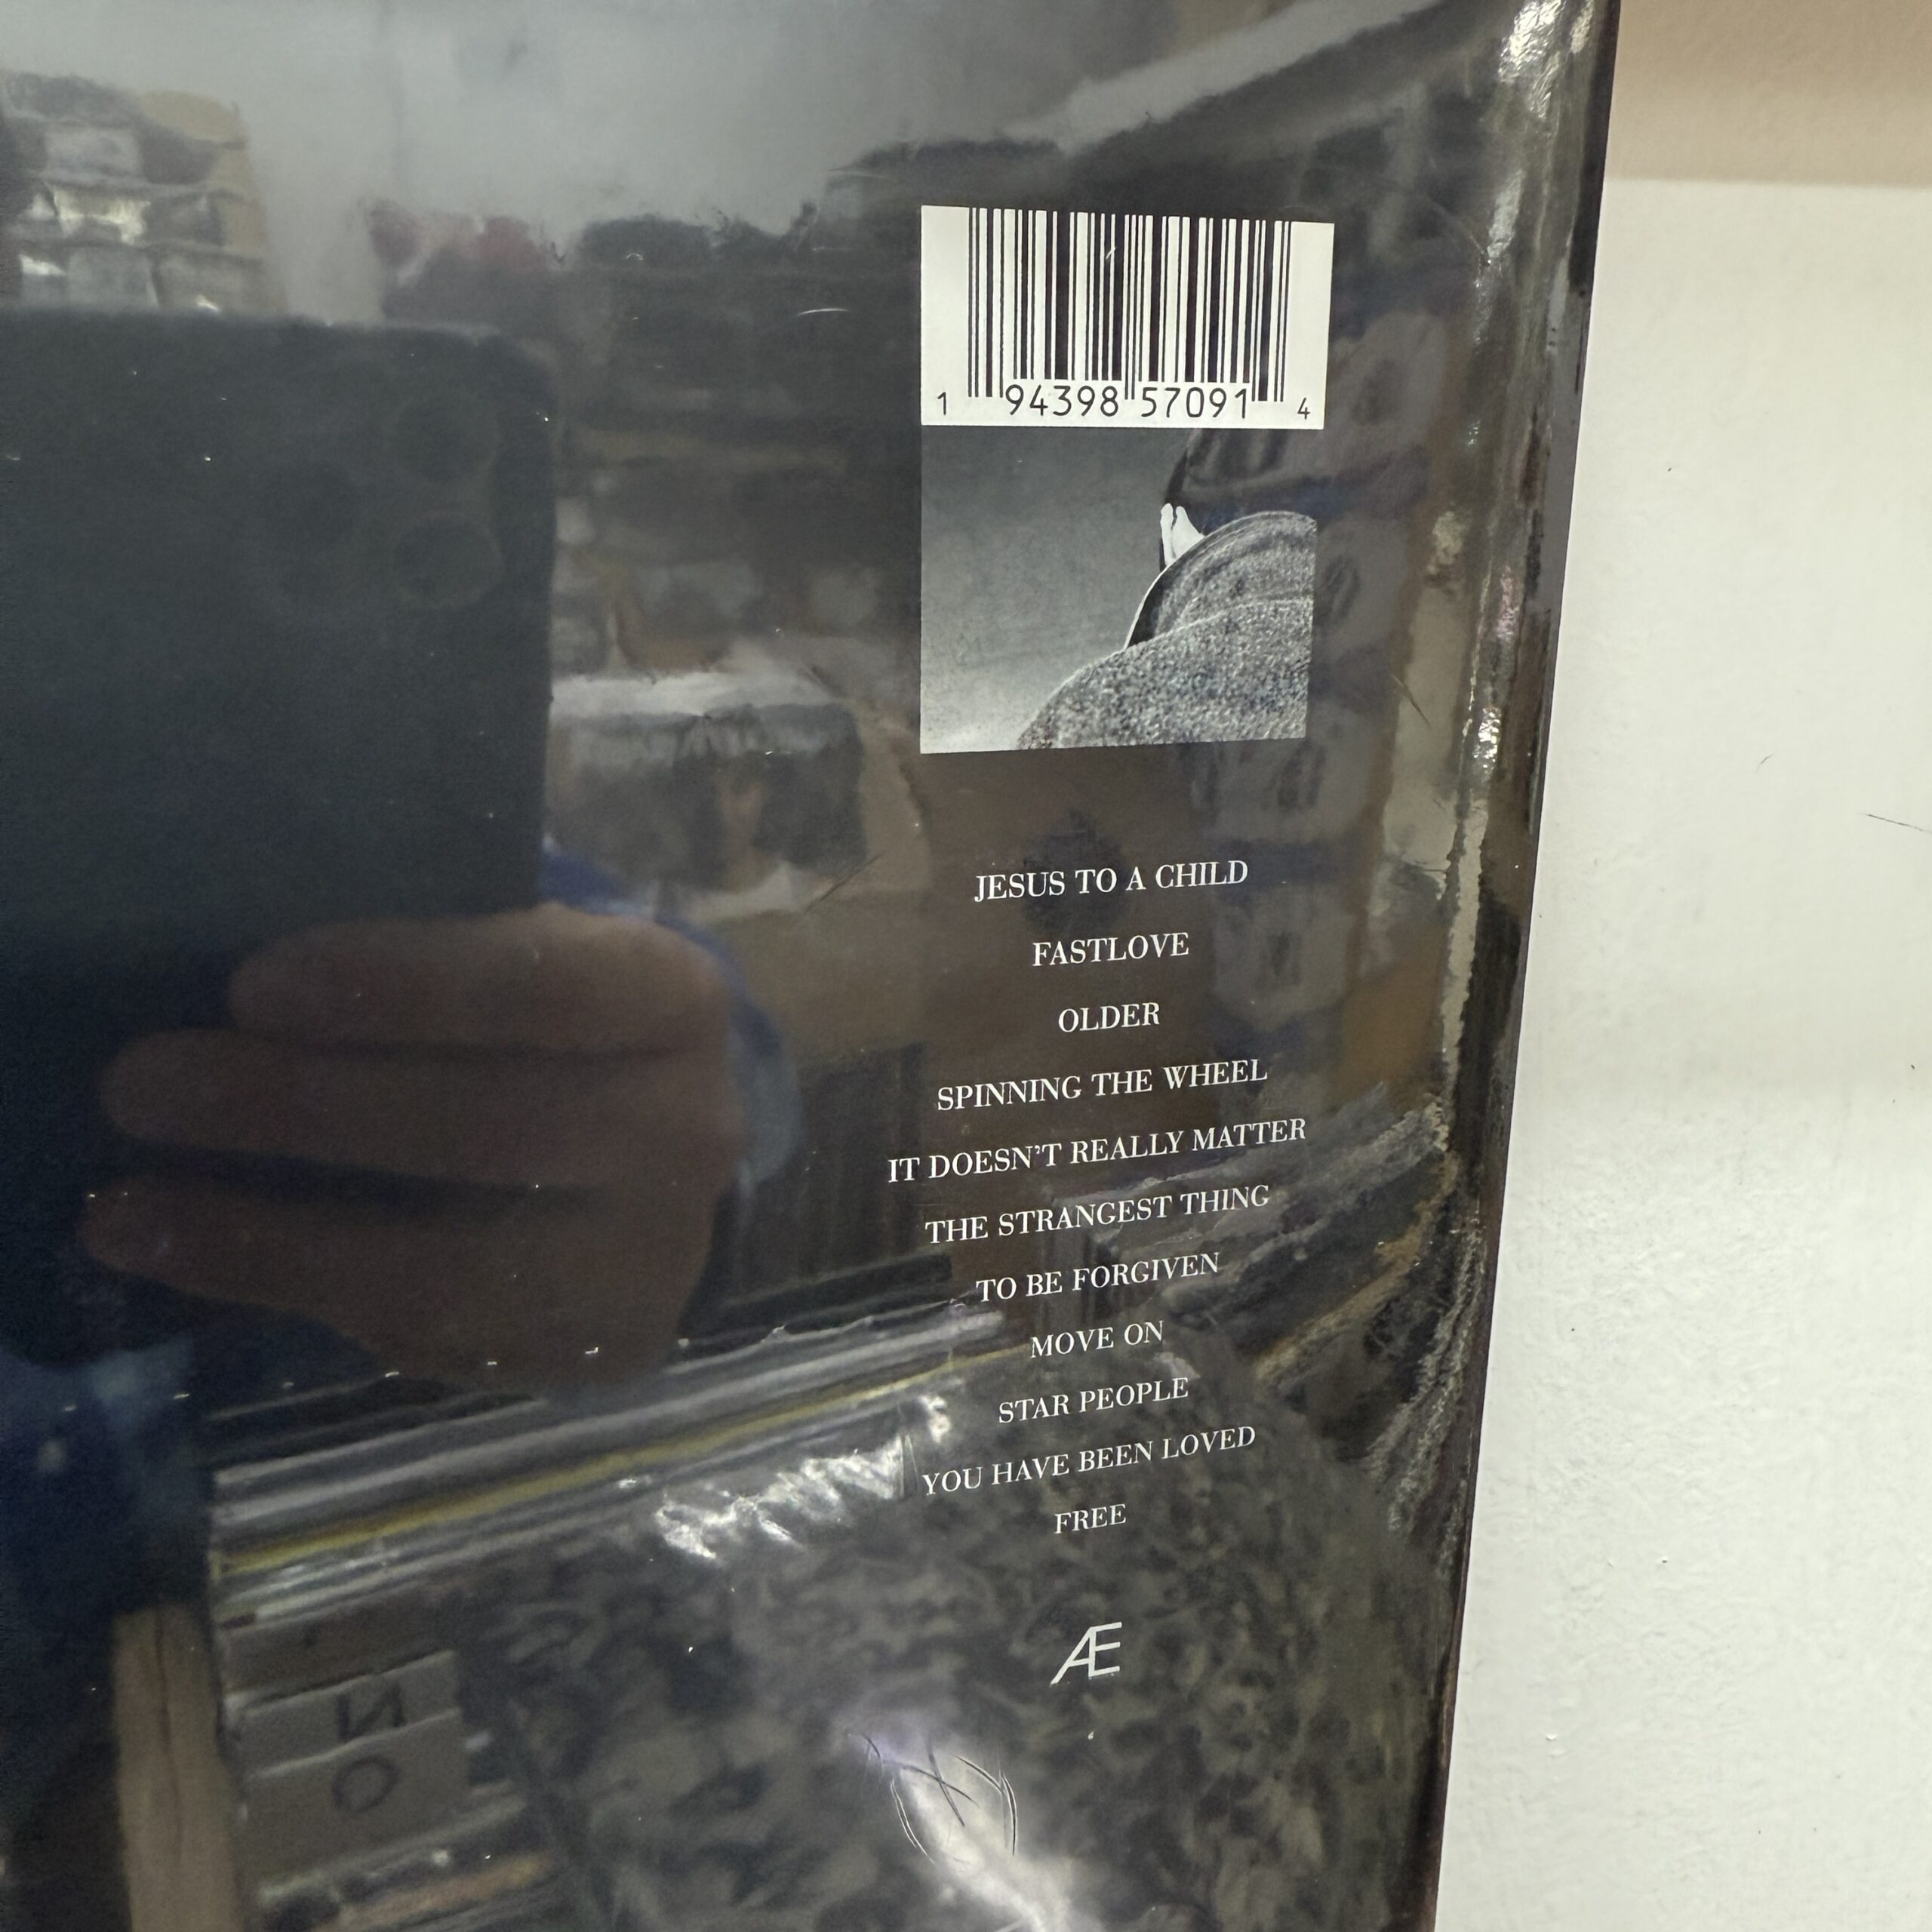 1 94398 57091 4
JESUS TO A CHILD
FASTLOVE
OLDER
SPINNING THE WHEEL
IT DOESN'T REALLY MATTER
THE STRANGEST THING
TO BE FORGIVEN
MOVE ON
STAR PEOPLE
YOU HAVE BEEN LOVED
FREE
Æ
N
O